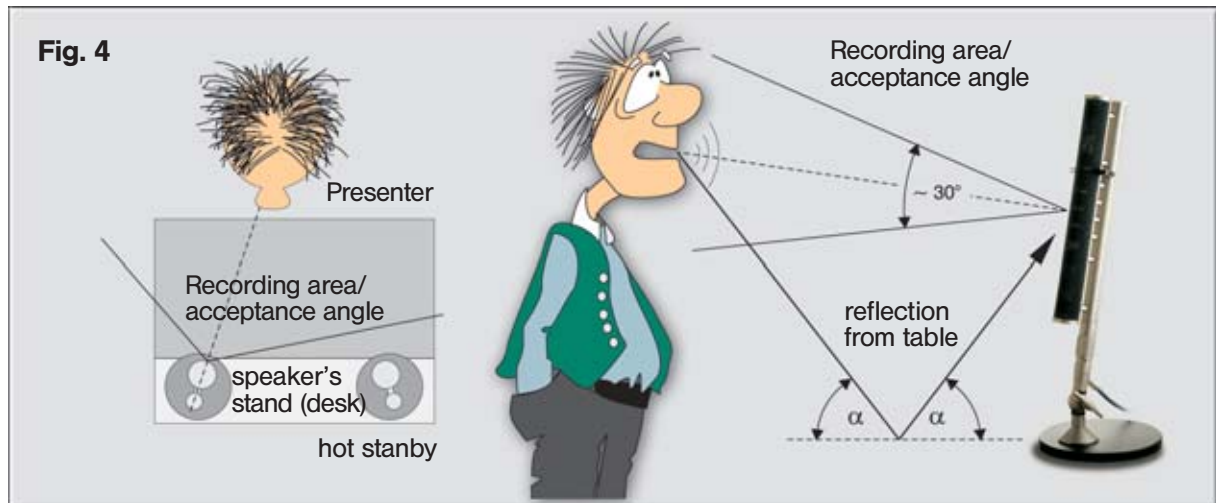 Fig. 4
Presenter
Recording area/
acceptance angle
speaker's
stand (desk)
hot stanby
Recording area/
acceptance angle
~ 30°
reflection
from table
α
α